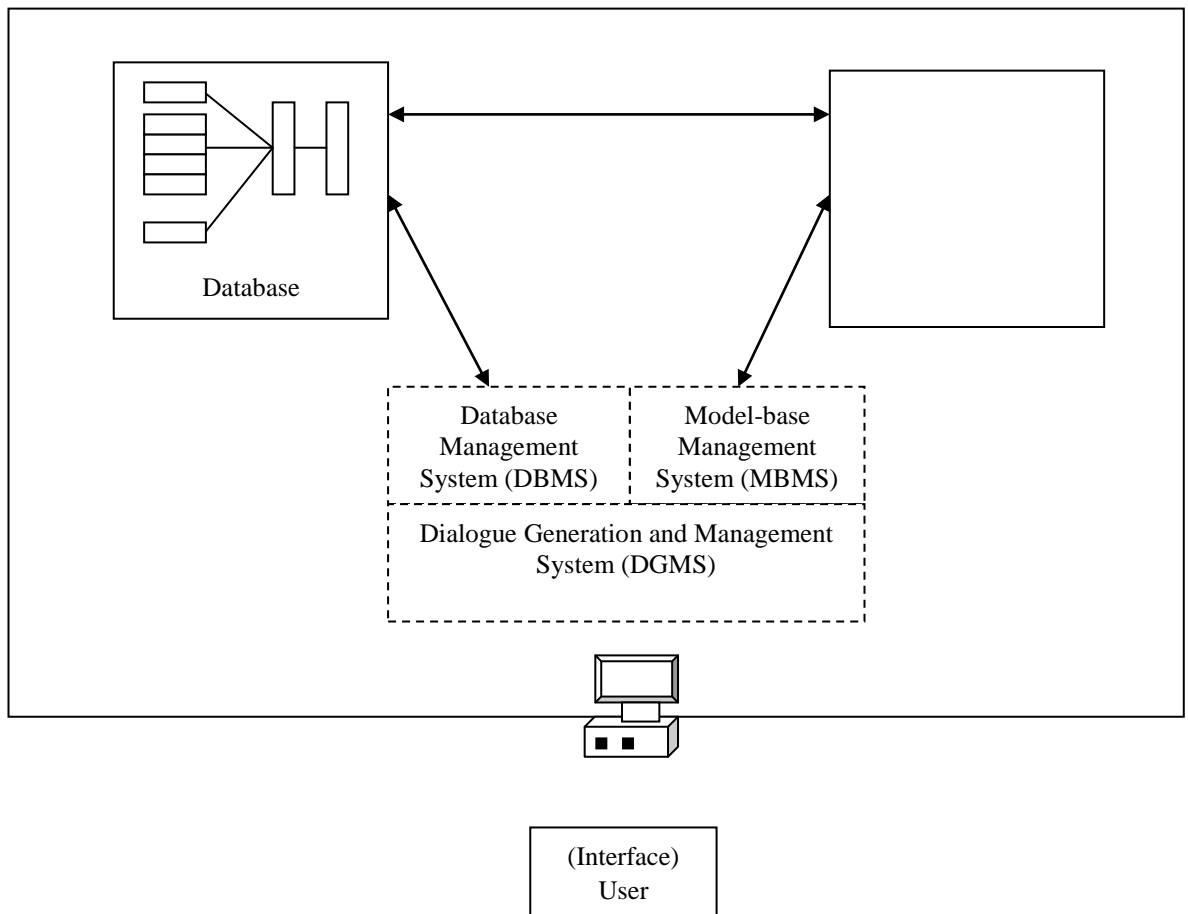 Database
Database
Management
System (DBMS)
Model-base
Management
System (MBMS)
Dialogue Generation and Management
System (DGMS)
(Interface)
User